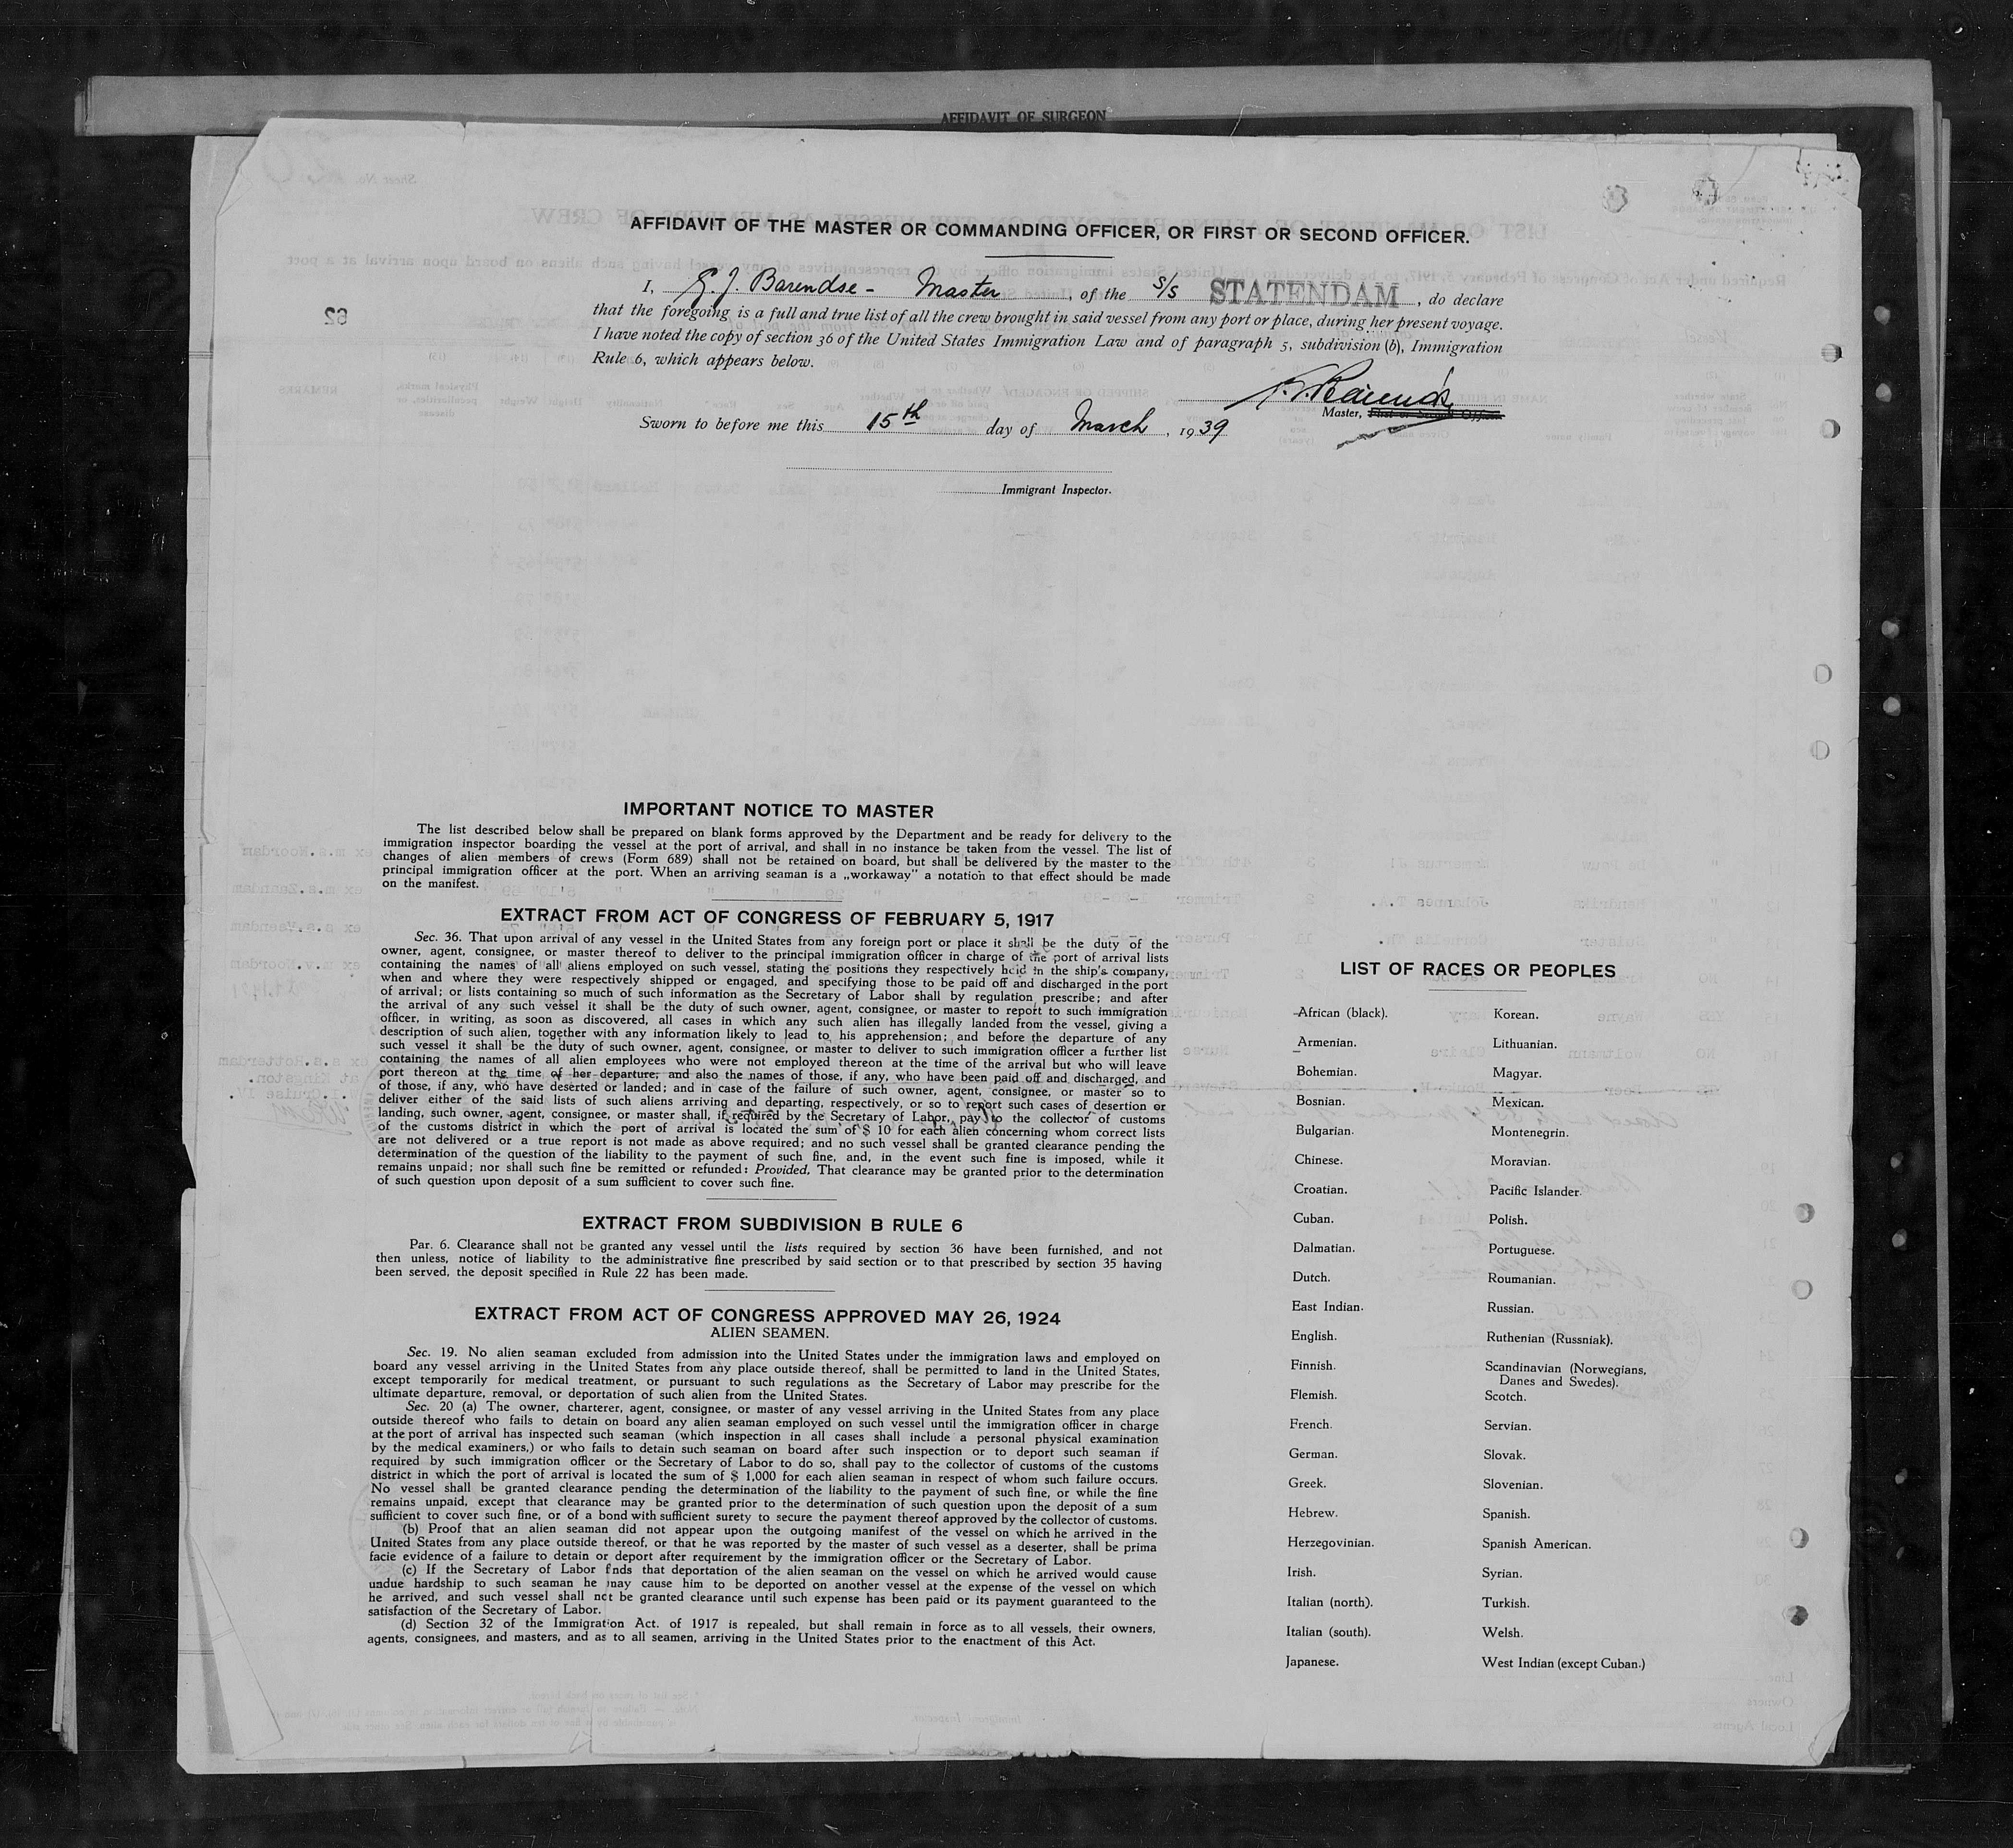 AFFIDAVIT OF SURGEON
AFFIDAVIT OF THE MASTER OR COMMANDING OFFICER, OR FIRST OR SECOND OFFICER.
I, G. J. Barendse - Master, of the S/S STATENDAM, do declare
that the foregoing is a full and true list of all the crew brought in said vessel from any port or place, during her present voyage.
I have noted the copy of section 36 of the United States Immigration Law and of paragraph 5, subdivision (b), Immigration
Rule 6, which appears below.
Master, First or Second Officer
Sworn to before me this 15th day of March, 1939
Immigrant Inspector.
62
IMPORTANT NOTICE TO MASTER
The list described below shall be prepared on blank forms approved by the Department and be ready for delivery to the
immigration inspector boarding the vessel at the port of arrival, and shall in no instance be taken from the vessel. The list of
changes of alien members of crews (Form 689) shall not be retained on board, but shall be delivered by the master to the
principal immigration officer at the port. When an arriving seaman is a „workaway” a notation to that effect should be made
on the manifest.
EXTRACT FROM ACT OF CONGRESS OF FEBRUARY 5, 1917
Sec. 36. That upon arrival of any vessel in the United States from any foreign port or place it shall be the duty of the
owner, agent, consignee, or master thereof to deliver to the principal immigration officer in charge of the port of arrival lists
containing the names of all aliens employed on such vessel, stating the positions they respectively held in the ship's company,
when and where they were respectively shipped or engaged, and specifying those to be paid off and discharged in the port
of arrival; or lists containing so much of such information as the Secretary of Labor shall by regulation prescribe; and after
the arrival of any such vessel it shall be the duty of such owner, agent, consignee, or master to report to such immigration
officer, in writing, as soon as discovered, all cases in which any such alien has illegally landed from the vessel, giving a
description of such alien, together with any information likely to lead to his apprehension; and before the departure of any
such vessel it shall be the duty of such owner, agent, consignee, or master to deliver to such immigration officer a further list
containing the names of all alien employees who were not employed thereon at the time of the arrival but who will leave
port thereon at the time of her departure, and also the names of those, if any, who have been paid off and discharged, and
of those, if any, who have deserted or landed; and in case of the failure of such owner, agent, consignee, or master so to
deliver either of the said lists of such aliens arriving and departing, respectively, or so to report such cases of desertion or
landing, such owner, agent, consignee, or master shall, if required by the Secretary of Labor, pay to the collector of customs
of the customs district in which the port of arrival is located the sum of $ 10 for each alien concerning whom correct lists
are not delivered or a true report is not made as above required; and no such vessel shall be granted clearance pending the
determination of the question of the liability to the payment of such fine, and, in the event such fine is imposed, while it
remains unpaid; nor shall such fine be remitted or refunded: Provided, That clearance may be granted prior to the determination
of such question upon deposit of a sum sufficient to cover such fine.
EXTRACT FROM SUBDIVISION B RULE 6
Par. 6. Clearance shall not be granted any vessel until the lists required by section 36 have been furnished, and not
then unless, notice of liability to the administrative fine prescribed by said section or to that prescribed by section 35 having
been served, the deposit specified in Rule 22 has been made.
EXTRACT FROM ACT OF CONGRESS APPROVED MAY 26, 1924
ALIEN SEAMEN.
Sec. 19. No alien seaman excluded from admission into the United States under the immigration laws and employed on
board any vessel arriving in the United States from any place outside thereof, shall be permitted to land in the United States,
except temporarily for medical treatment, or pursuant to such regulations as the Secretary of Labor may prescribe for the
ultimate departure, removal, or deportation of such alien from the United States.
Sec. 20 (a) The owner, charterer, agent, consignee, or master of any vessel arriving in the United States from any place
outside thereof who fails to detain on board any alien seaman employed on such vessel until the immigration officer in charge
at the port of arrival has inspected such seaman (which inspection in all cases shall include a personal physical examination
by the medical examiners,) or who fails to detain such seaman on board after such inspection or to deport such seaman if
required by such immigration officer or the Secretary of Labor to do so, shall pay to the collector of customs of the customs
district in which the port of arrival is located the sum of $ 1,000 for each alien seaman in respect of whom such failure occurs.
No vessel shall be granted clearance pending the determination of the liability to the payment of such fine, or while the fine
remains unpaid, except that clearance may be granted prior to the determination of such question upon the deposit of a sum
sufficient to cover such fine, or of a bond with sufficient surety to secure the payment thereof approved by the collector of customs.
(b) Proof that an alien seaman did not appear upon the outgoing manifest of the vessel on which he arrived in the
United States from any place outside thereof, or that he was reported by the master of such vessel as a deserter, shall be prima
facie evidence of a failure to detain or deport after requirement by the immigration officer or the Secretary of Labor.
(c) If the Secretary of Labor finds that deportation of the alien seaman on the vessel on which he arrived would cause
undue hardship to such seaman he may cause him to be deported on another vessel at the expense of the vessel on which
he arrived, and such vessel shall not be granted clearance until such expense has been paid or its payment guaranteed to the
satisfaction of the Secretary of Labor.
(d) Section 32 of the Immigration Act. of 1917 is repealed, but shall remain in force as to all vessels, their owners,
agents, consignees, and masters, and as to all seamen, arriving in the United States prior to the enactment of this Act.
LIST OF RACES OR PEOPLES
African (black).
Armenian.
Bohemian.
Bosnian.
Bulgarian.
Chinese.
Croatian.
Cuban.
Dalmatian.
Dutch.
East Indian.
English.
Finnish.
Flemish.
French.
German.
Greek.
Hebrew.
Herzegovinian.
Irish.
Italian (north).
Italian (south).
Japanese.
Korean.
Lithuanian.
Magyar.
Mexican.
Montenegrin.
Moravian.
Pacific Islander.
Polish.
Portuguese.
Roumanian.
Russian.
Ruthenian (Russniak).
Scandinavian (Norwegians,
Danes and Swedes).
Scotch.
Servian.
Slovak.
Slovenian.
Spanish.
Spanish American.
Syrian.
Turkish.
Welsh.
West Indian (except Cuban.)